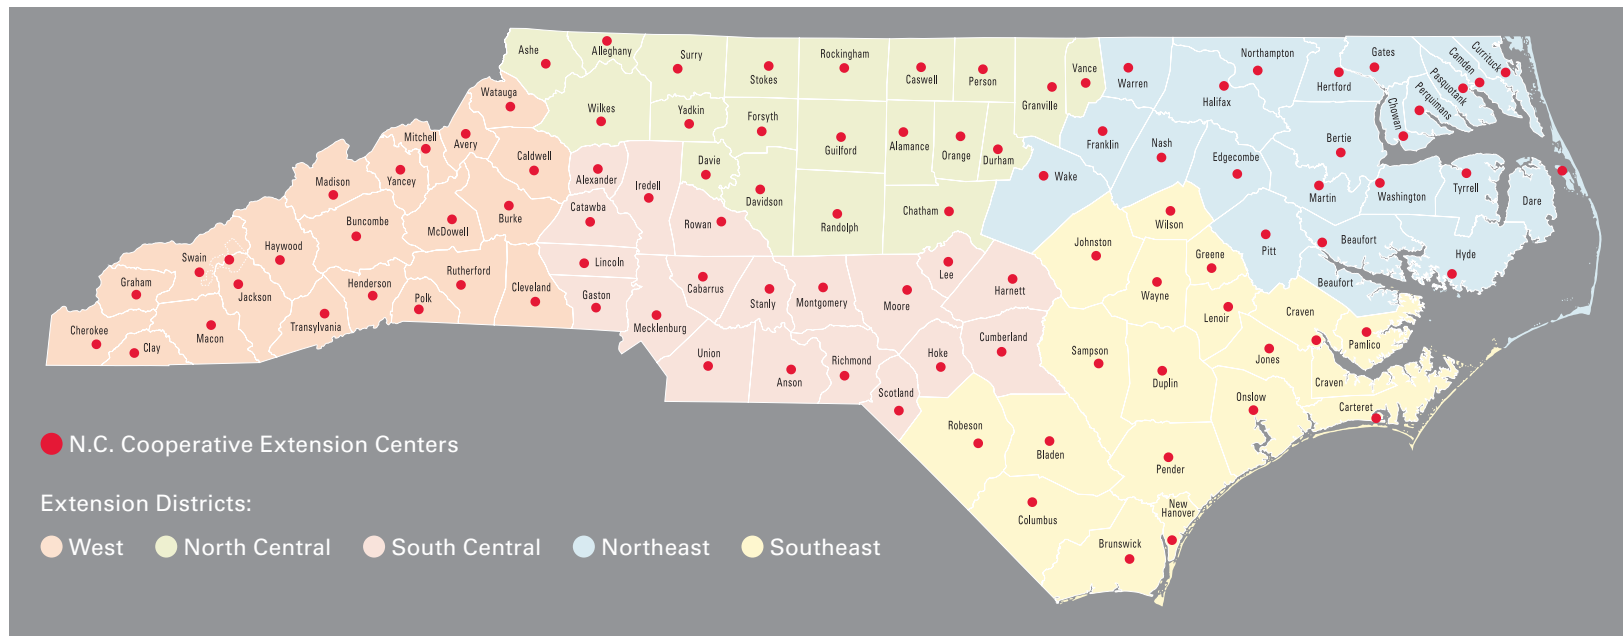 Ashe
Alleghany
Surry
Stokes
Rockingham
Caswell
Person
Granville
Vance
Warren
Northampton
Halifax
Hertford
Gates
Camden
Currituck
Pasquotank
Perquimans
Chowan
Watauga
Wilkes
Yadkin
Forsyth
Guilford
Alamance
Orange
Durham
Franklin
Nash
Edgecombe
Bertie
Mitchell
Avery
Caldwell
Alexander
Iredell
Davie
Davidson
Randolph
Chatham
Wake
Martin
Washington
Tyrrell
Dare
Madison
Yancey
Buncombe
McDowell
Burke
Catawba
Rowan
Johnston
Wilson
Greene
Pitt
Beaufort
Hyde
Beaufort
Swain
Haywood
Graham
Jackson
Henderson
Rutherford
Polk
Cleveland
Lincoln
Gaston
Cabarrus
Stanly
Montgomery
Moore
Lee
Harnett
Wayne
Lenoir
Craven
Pamlico
Cherokee
Clay
Macon
Transylvania
Mecklenburg
Union
Anson
Richmond
Scotland
Hoke
Cumberland
Sampson
Duplin
Jones
Craven
Onslow
Carteret
Robeson
Bladen
Pender
Columbus
New
Hanover
Brunswick
N.C. Cooperative Extension Centers
Extension Districts:
West North Central South Central Northeast Southeast